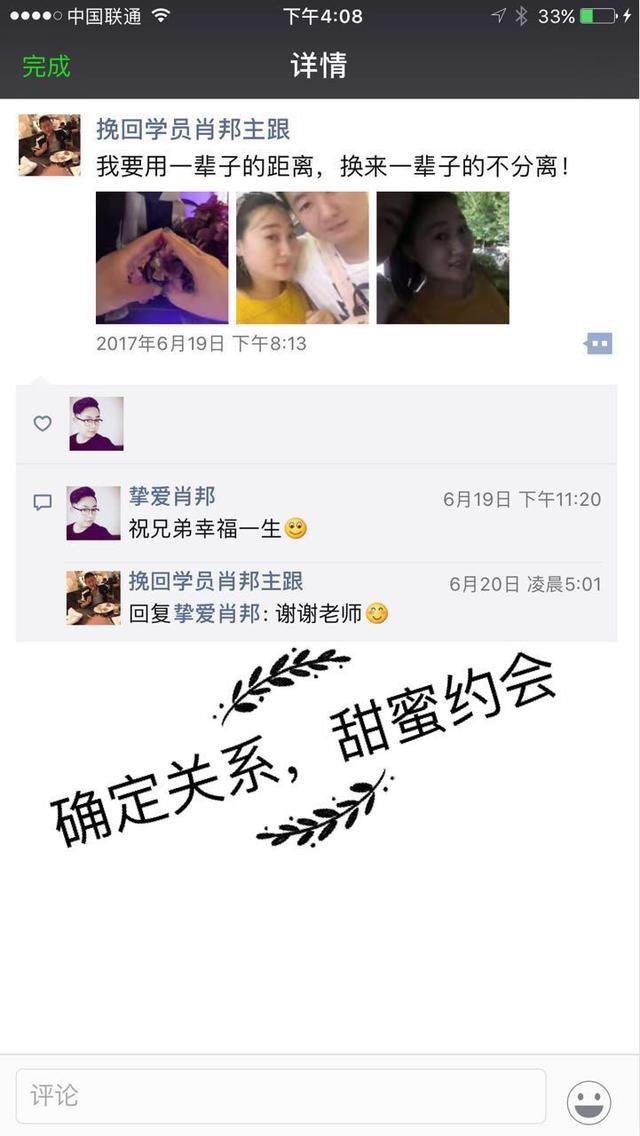 中国联通 下午4:08 33%
完成 详情
挽回学员肖邦主跟
我要用一辈子的距离，换来一辈子的不分离！
2017年6月19日 下午8:13
挚爱肖邦 6月19日 下午11:20
祝兄弟幸福一生
挽回学员肖邦主跟 6月20日 凌晨5:01
回复挚爱肖邦: 谢谢老师
确定关系，甜蜜约会
评论